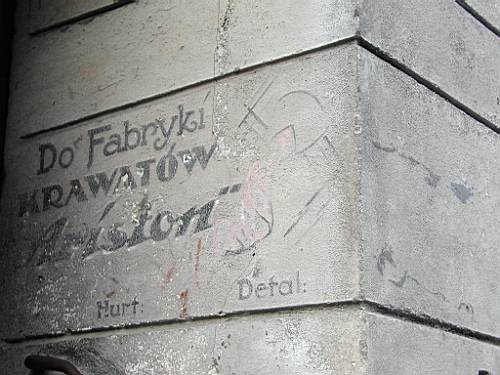 Do Fabryki
KRAWATÓW
„Ariston"
Hurt: Detal: